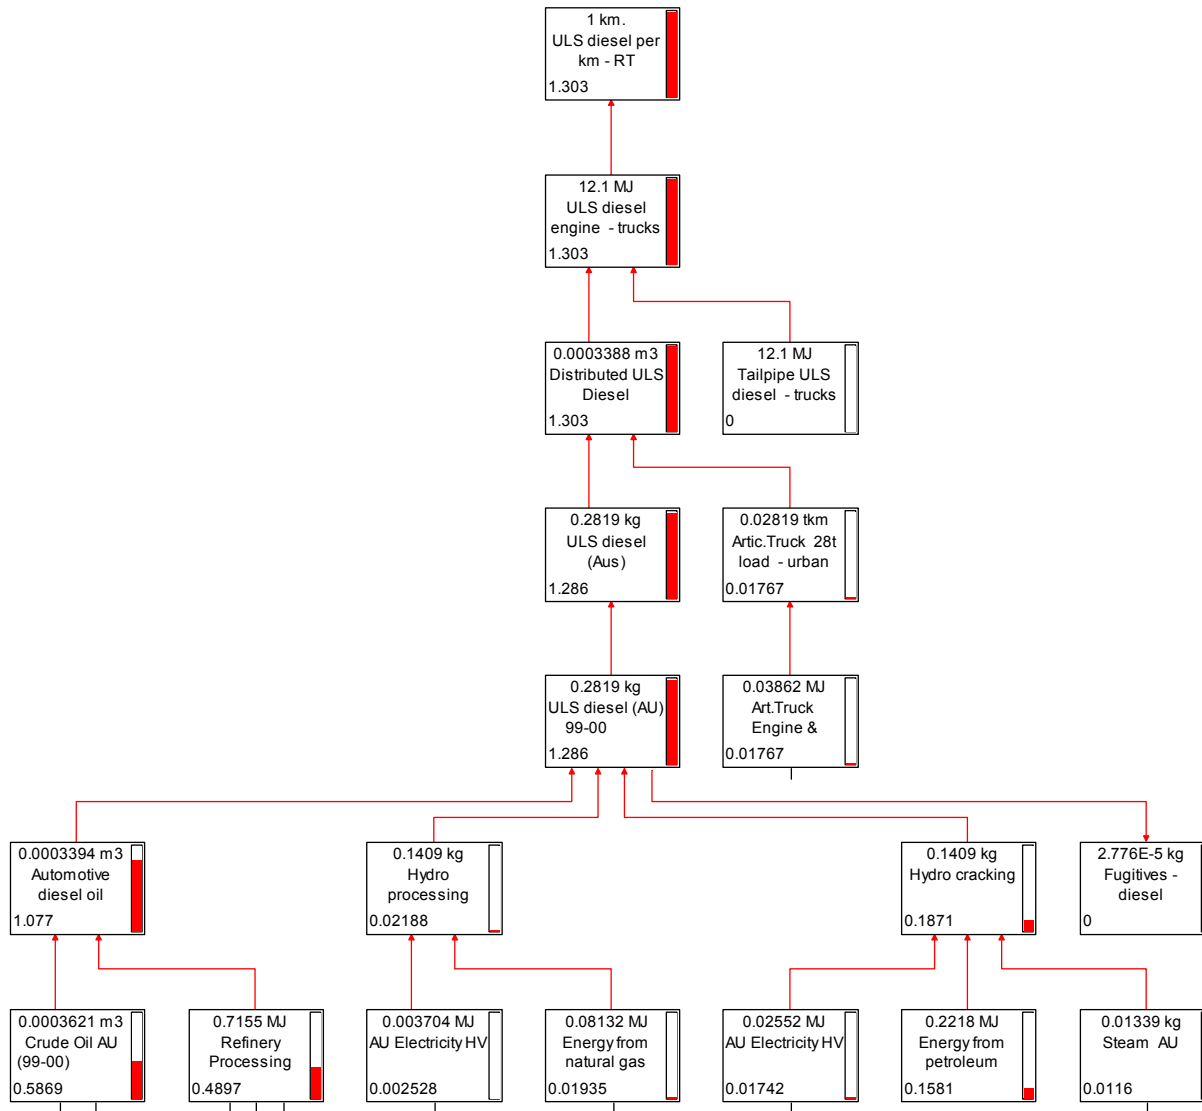 1 km.
ULS diesel per
km - RT
1.303
12.1 MJ
ULS diesel
engine - trucks
1.303
0.0003388 m3
Distributed ULS
Diesel
1.303
12.1 MJ
Tailpipe ULS
diesel - trucks
0
0.2819 kg
ULS diesel
(Aus)
1.286
0.02819 tkm
Artic.Truck 28t
load - urban
0.01767
0.2819 kg
ULS diesel (AU)
99-00
1.286
0.03862 MJ
Art.Truck
Engine &
0.01767
0.0003394 m3
Automotive
diesel oil
1.077
0.1409 kg
Hydro
processing
0.02188
0.1409 kg
Hydro cracking
0.1871
2.776E-5 kg
Fugitives -
diesel
0
0.0003621 m3
Crude Oil AU
(99-00)
0.5869
0.7155 MJ
Refinery
Processing
0.4897
0.003704 MJ
AU Electricity HV
0.002528
0.08132 MJ
Energy from
natural gas
0.01935
0.02552 MJ
AU Electricity HV
0.01742
0.2218 MJ
Energy from
petroleum
0.1581
0.01339 kg
Steam AU
0.0116